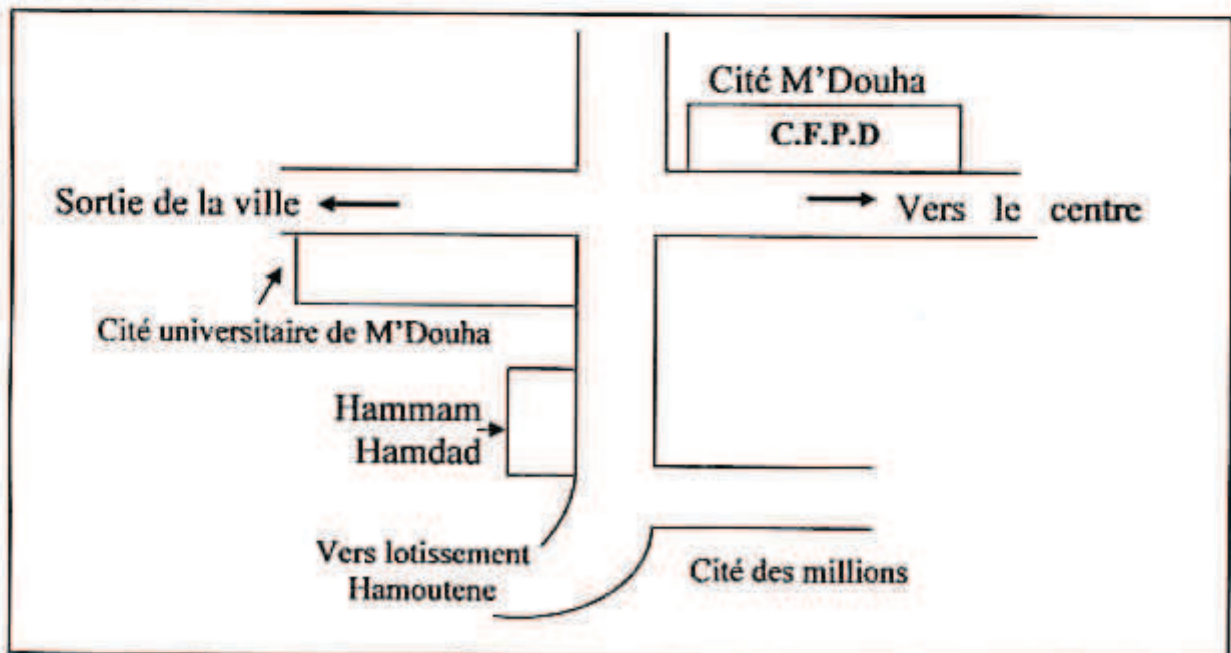 Cité M'Douha
C.F.P.D
Sortie de la ville
Vers le centre
Cité universitaire de M'Douha
Hammam
Hamdad
Vers lotissement
Hamoutene
Cité des millions